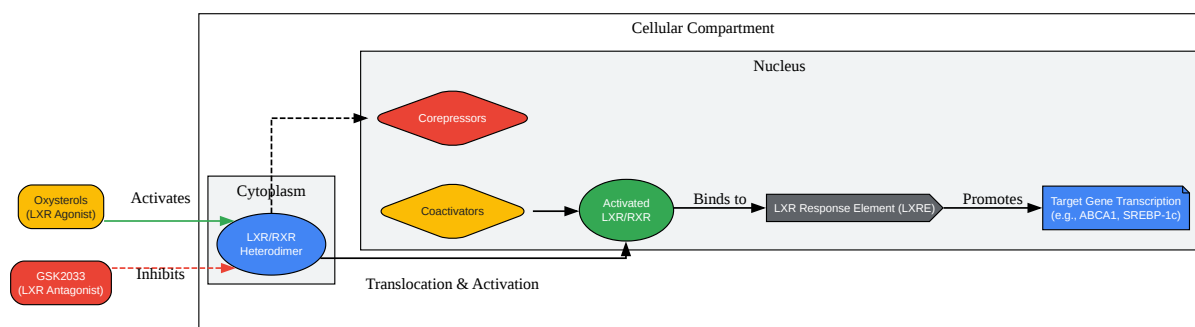 Cellular Compartment
Nucleus
Corepressors
Cytoplasm
Oxysterols
(LXR Agonist)
Activates
LXR/RXR
Heterodimer
Coactivators
Activated
LXR/RXR
Binds to
LXR Response Element (LXRE)
Promotes
Target Gene Transcription
(e.g., ABCA1, SREBP-1c)
GSK2033
(LXR Antagonist)
Inhibits
Translocation & Activation